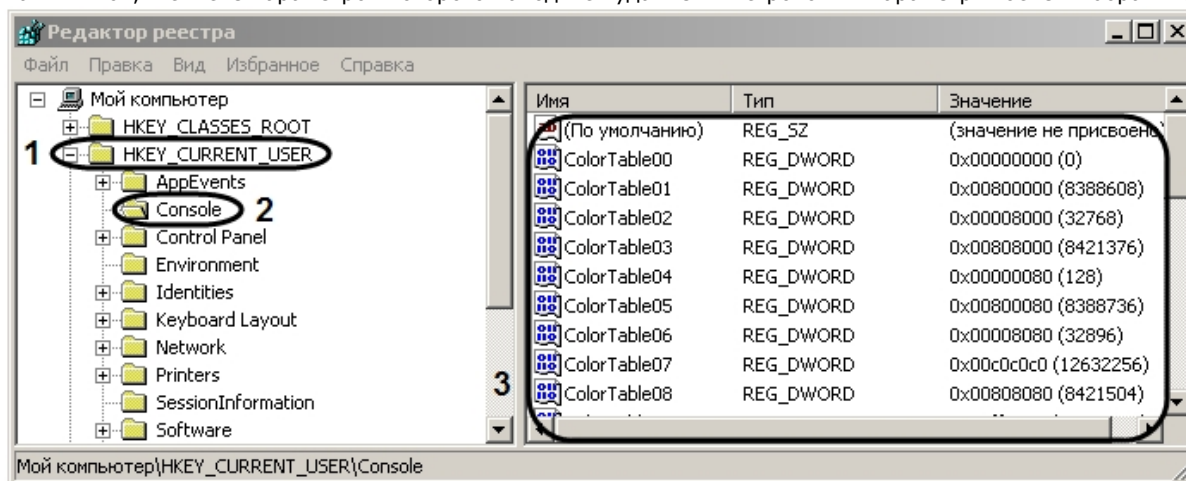 Редактор реестра
Файл Правка Вид Избранное Справка
Мой компьютер
HKEY_CLASSES_ROOT
1 HKEY_CURRENT_USER
AppEvents
Console 2
Control Panel
Environment
Identities
Keyboard Layout
Network
Printers
SessionInformation
Software
3
Имя Тип Значение
(По умолчанию) REG_SZ (значение не присвоено)
ColorTable00 REG_DWORD 0x00000000 (0)
ColorTable01 REG_DWORD 0x00800000 (8388608)
ColorTable02 REG_DWORD 0x00008000 (32768)
ColorTable03 REG_DWORD 0x00808000 (8421376)
ColorTable04 REG_DWORD 0x00000080 (128)
ColorTable05 REG_DWORD 0x00800080 (8388736)
ColorTable06 REG_DWORD 0x00008080 (32896)
ColorTable07 REG_DWORD 0x00c0c0c0 (12632256)
ColorTable08 REG_DWORD 0x00808080 (8421504)
Мой компьютер\HKEY_CURRENT_USER\Console